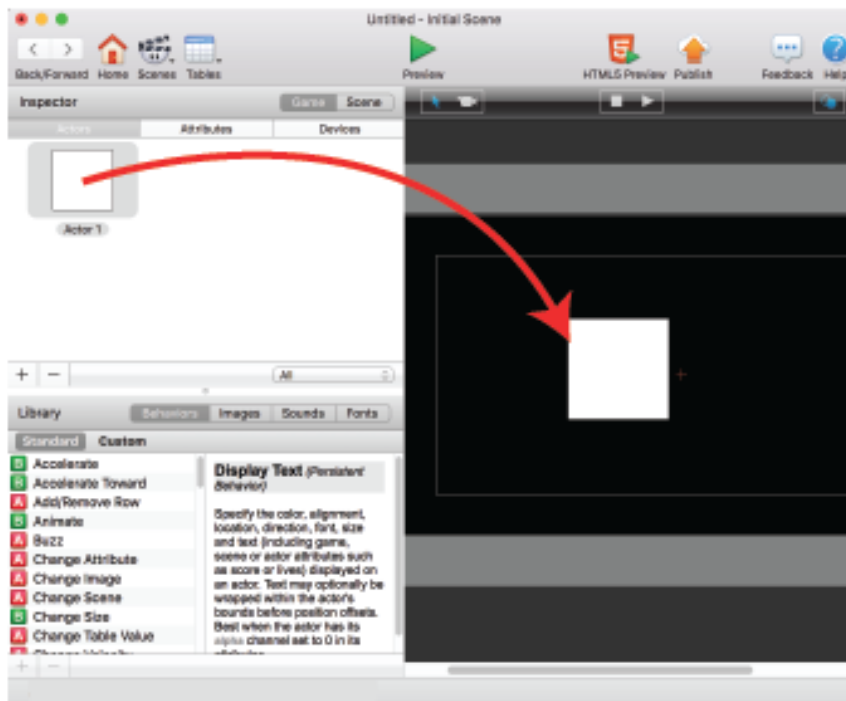 Untitled - Initial Scene
Back/Forward Home Scenes Tables Preview HTML5 Preview Publish Feedback Help
Inspector Game Scene
Actors Attributes Devices
Actor 1
+ − All
Library Behaviors Images Sounds Fonts
Standard Custom
B Accelerate
B Accelerate Toward
A Add/Remove Row
B Animate
A Buzz
A Change Attribute
A Change Image
A Change Scene
B Change Size
A Change Table Value
A Change Velocity
Display Text (Persistent
Behavior)
Specify the color, alignment,
location, direction, font, size
and text (including game,
scene or actor attributes such
as score or lives) displayed on
an actor. Text may optionally be
wrapped within the actor's
bounds before position offsets.
Best when the actor has its
alpha channel set to 0 in its
attributes.
+ −